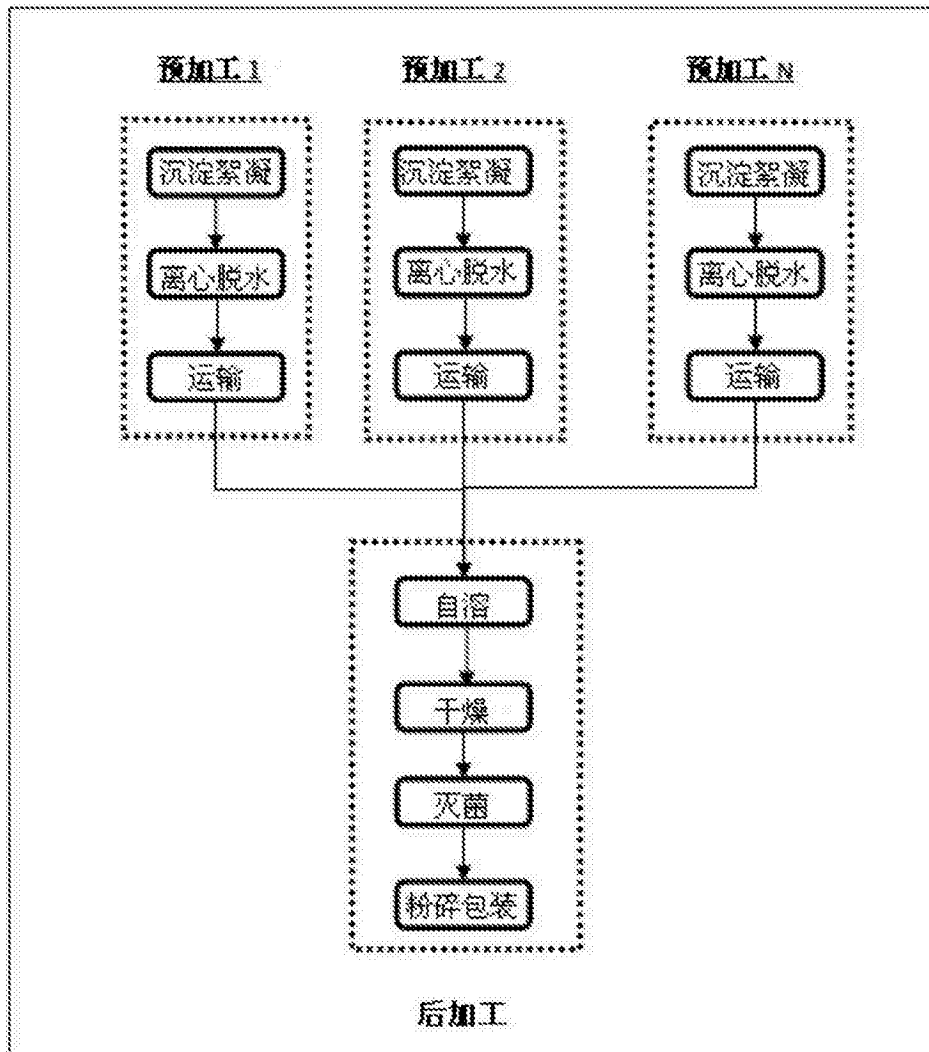 预加工 1
预加工 2
预加工 N
沉淀絮凝
离心脱水
运输
沉淀絮凝
离心脱水
运输
沉淀絮凝
离心脱水
运输
自溶
干燥
灭菌
粉碎包装
后加工